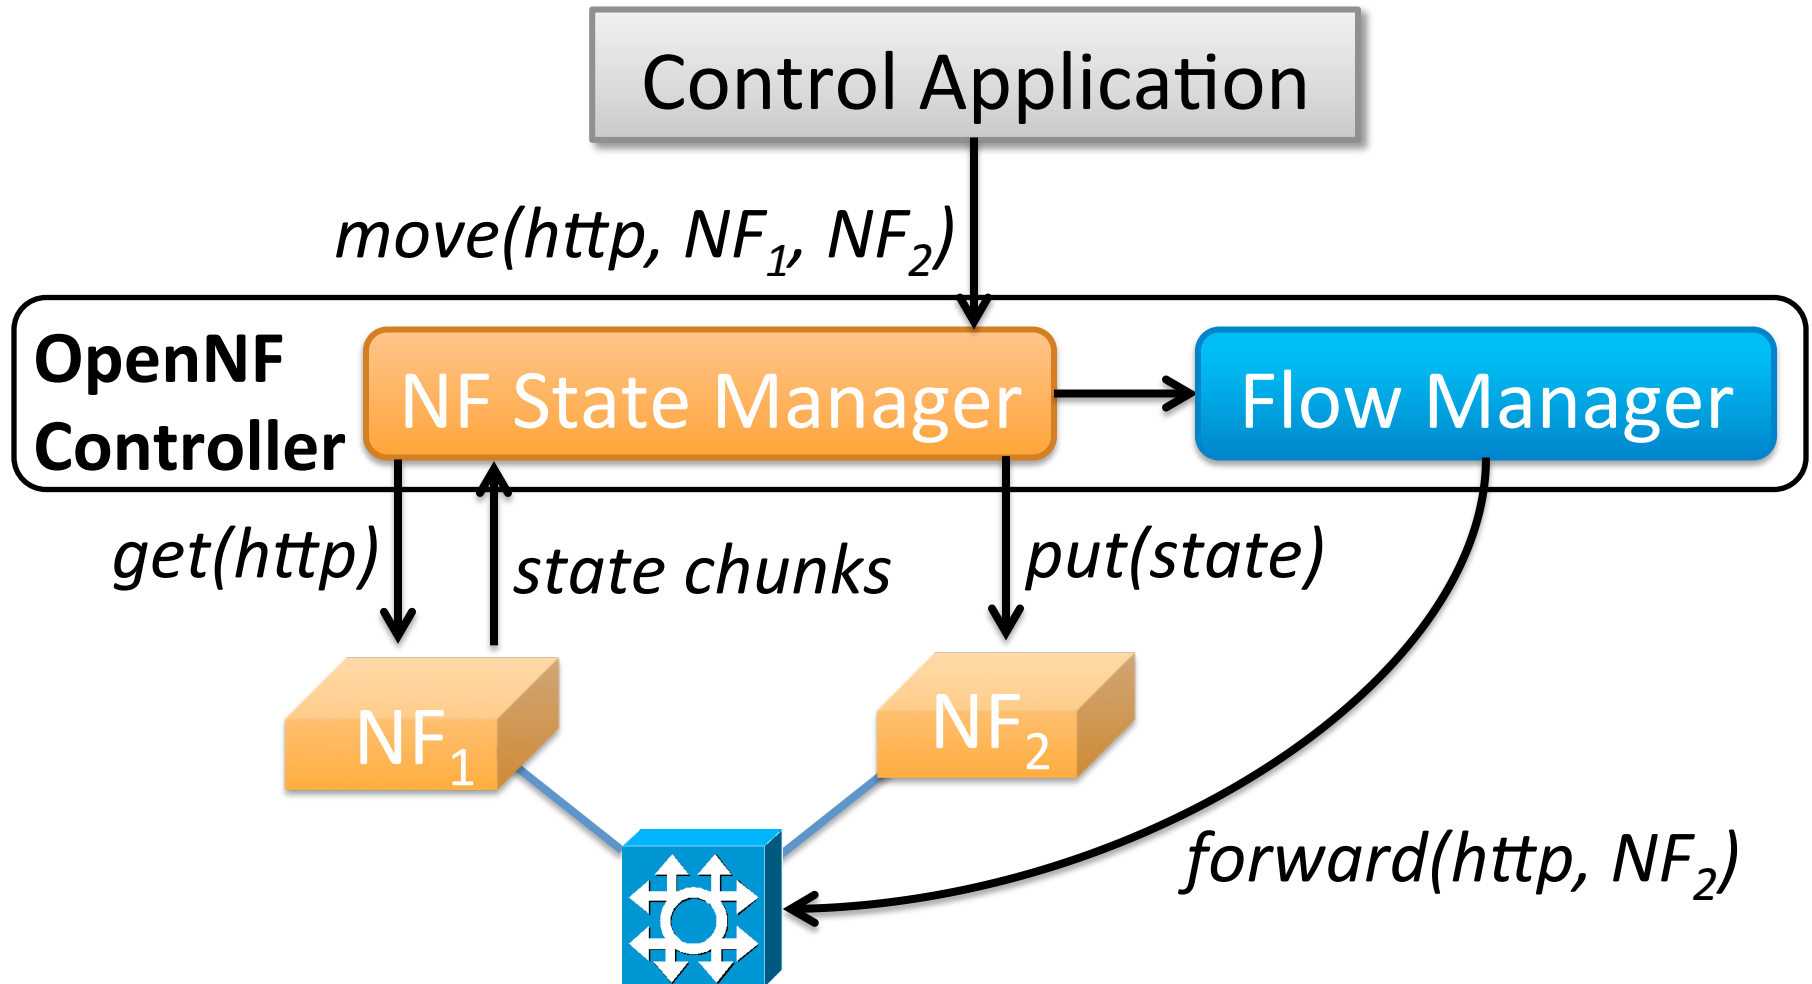 Control Application
move(http, NF₁, NF₂)
OpenNF
Controller
NF State Manager
Flow Manager
get(http)
state chunks
put(state)
NF₁
NF₂
forward(http, NF₂)